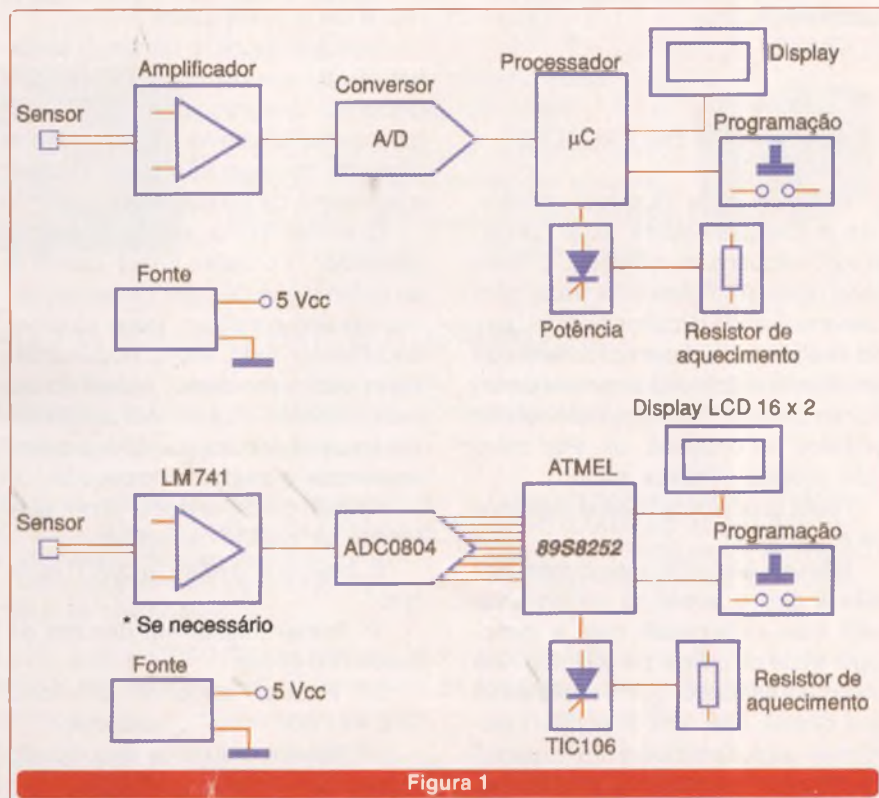 Sensor
Amplificador
Conversor
A/D
Processador
µC
Display
Programação
Fonte
5 Vcc
Potência
Resistor de
aquecimento
Display LCD 16 x 2
Sensor
LM741
* Se necessário
ADC0804
ATMEL
89S8252
Programação
Fonte
5 Vcc
TIC106
Resistor de
aquecimento
Figura 1